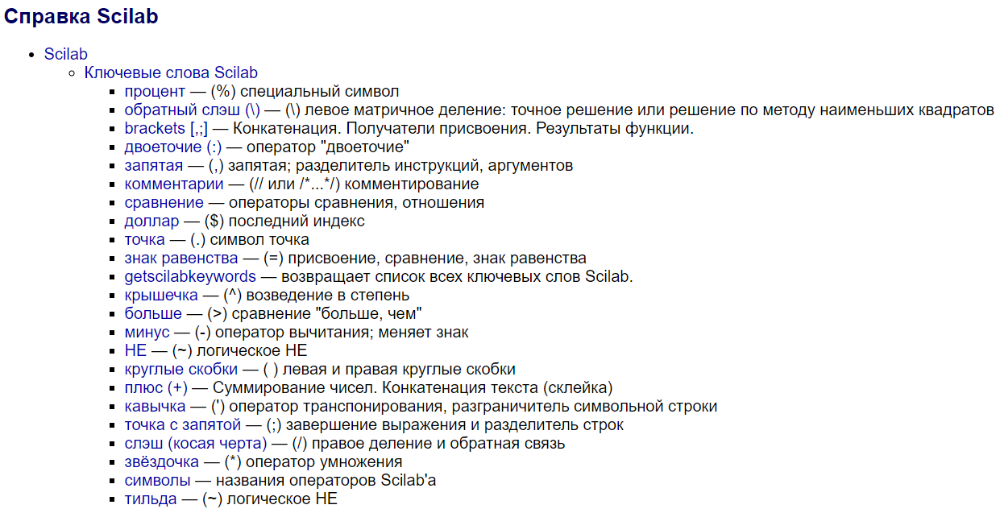 Справка Scilab
Scilab
Ключевые слова Scilab
процент — (%) специальный символ
обратный слэш (\) — (\) левое матричное деление: точное решение или решение по методу наименьших квадратов
brackets [,;] — Конкатенация. Получатели присвоения. Результаты функции.
двоеточие (:) — оператор "двоеточие"
запятая — (,) запятая; разделитель инструкций, аргументов
комментарии — (// или /*...*/) комментирование
сравнение — операторы сравнения, отношения
доллар — ($) последний индекс
точка — (.) символ точка
знак равенства — (=) присвоение, сравнение, знак равенства
getscilabkeywords — возвращает список всех ключевых слов Scilab.
крышечка — (^) возведение в степень
больше — (>) сравнение "больше, чем"
минус — (-) оператор вычитания; меняет знак
НЕ — (~) логическое НЕ
круглые скобки — ( ) левая и правая круглые скобки
плюс (+) — Суммирование чисел. Конкатенация текста (склейка)
кавычка — (') оператор транспонирования, разграничитель символьной строки
точка с запятой — (;) завершение выражения и разделитель строк
слэш (косая черта) — (/) правое деление и обратная связь
звёздочка — (*) оператор умножения
символы — названия операторов Scilab'а
тильда — (~) логическое НЕ